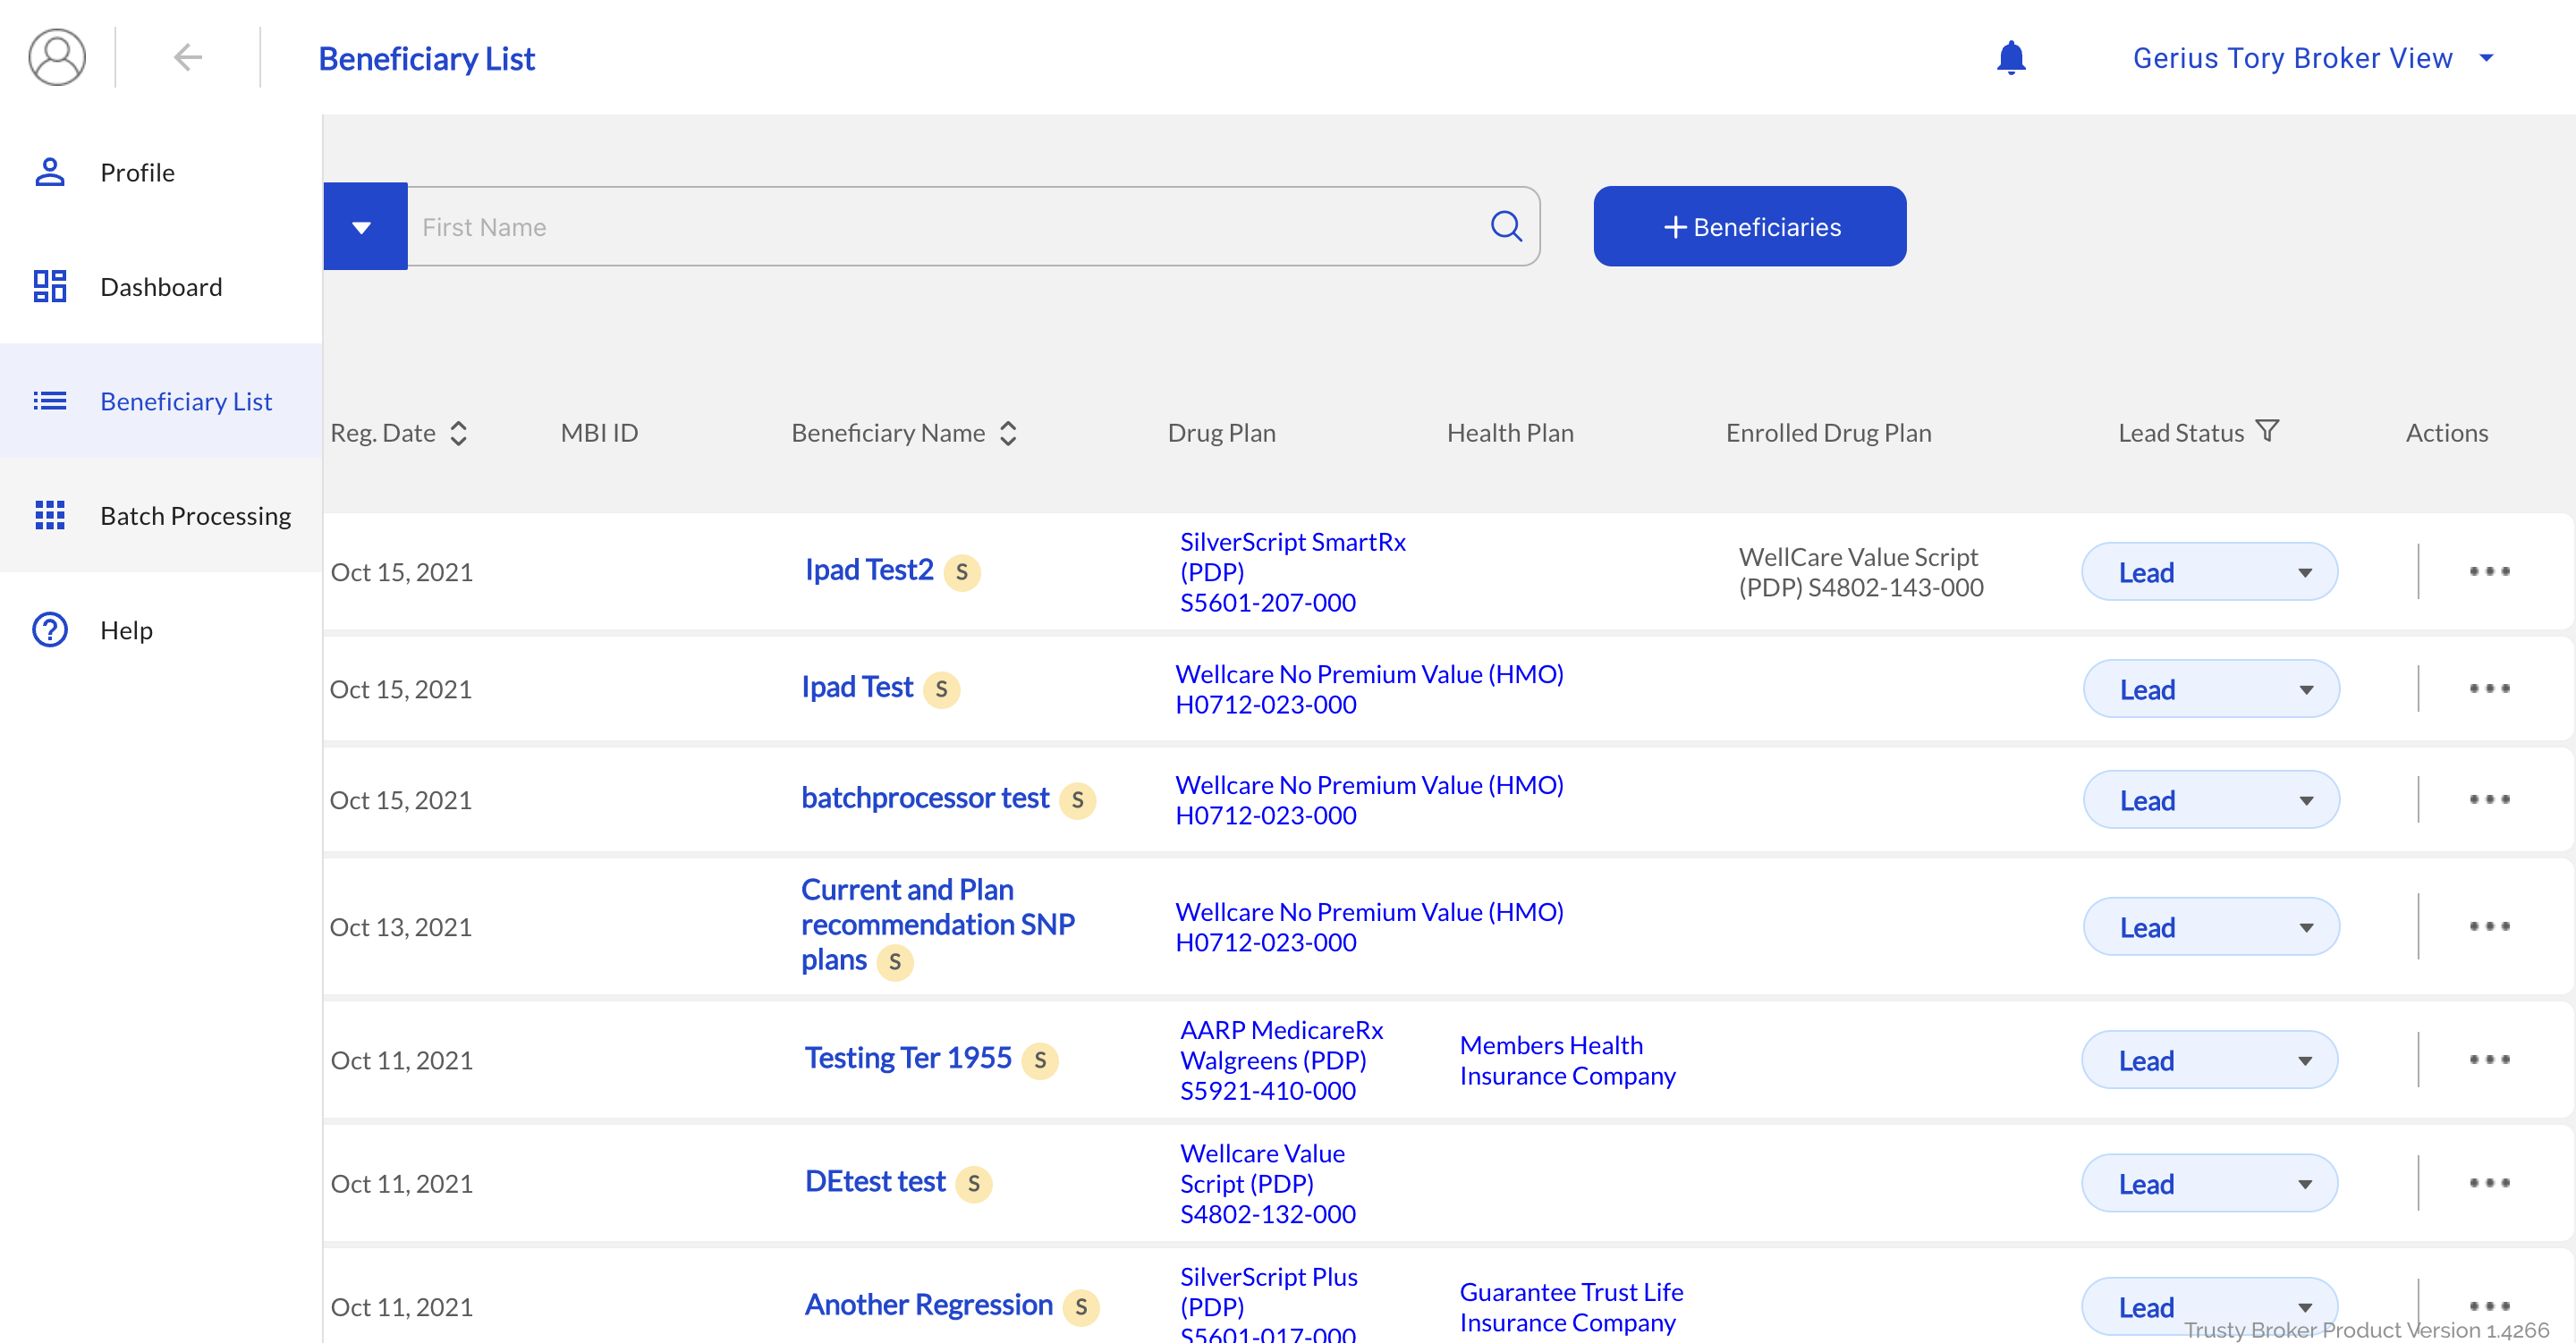 Beneficiary List
Gerius Tory Broker View
Profile
Dashboard
Beneficiary List
Batch Processing
Help
First Name
+ Beneficiaries
Reg. Date MBI ID Beneficiary Name Drug Plan Health Plan Enrolled Drug Plan Lead Status Actions
Oct 15, 2021
Ipad Test2 S
SilverScript SmartRx
(PDP)
S5601-207-000
WellCare Value Script
(PDP) S4802-143-000
Lead
Oct 15, 2021
Ipad Test S
Wellcare No Premium Value (HMO)
H0712-023-000
Lead
Oct 15, 2021
batchprocessor test S
Wellcare No Premium Value (HMO)
H0712-023-000
Lead
Oct 13, 2021
Current and Plan
recommendation SNP
plans S
Wellcare No Premium Value (HMO)
H0712-023-000
Lead
Oct 11, 2021
Testing Ter 1955 S
AARP MedicareRx
Walgreens (PDP)
S5921-410-000
Members Health
Insurance Company
Lead
Oct 11, 2021
DEtest test S
Wellcare Value
Script (PDP)
S4802-132-000
Lead
Oct 11, 2021
Another Regression S
SilverScript Plus
(PDP)
S5601-017-000
Guarantee Trust Life
Insurance Company
Lead
Trusty Broker Product Version 1.4266